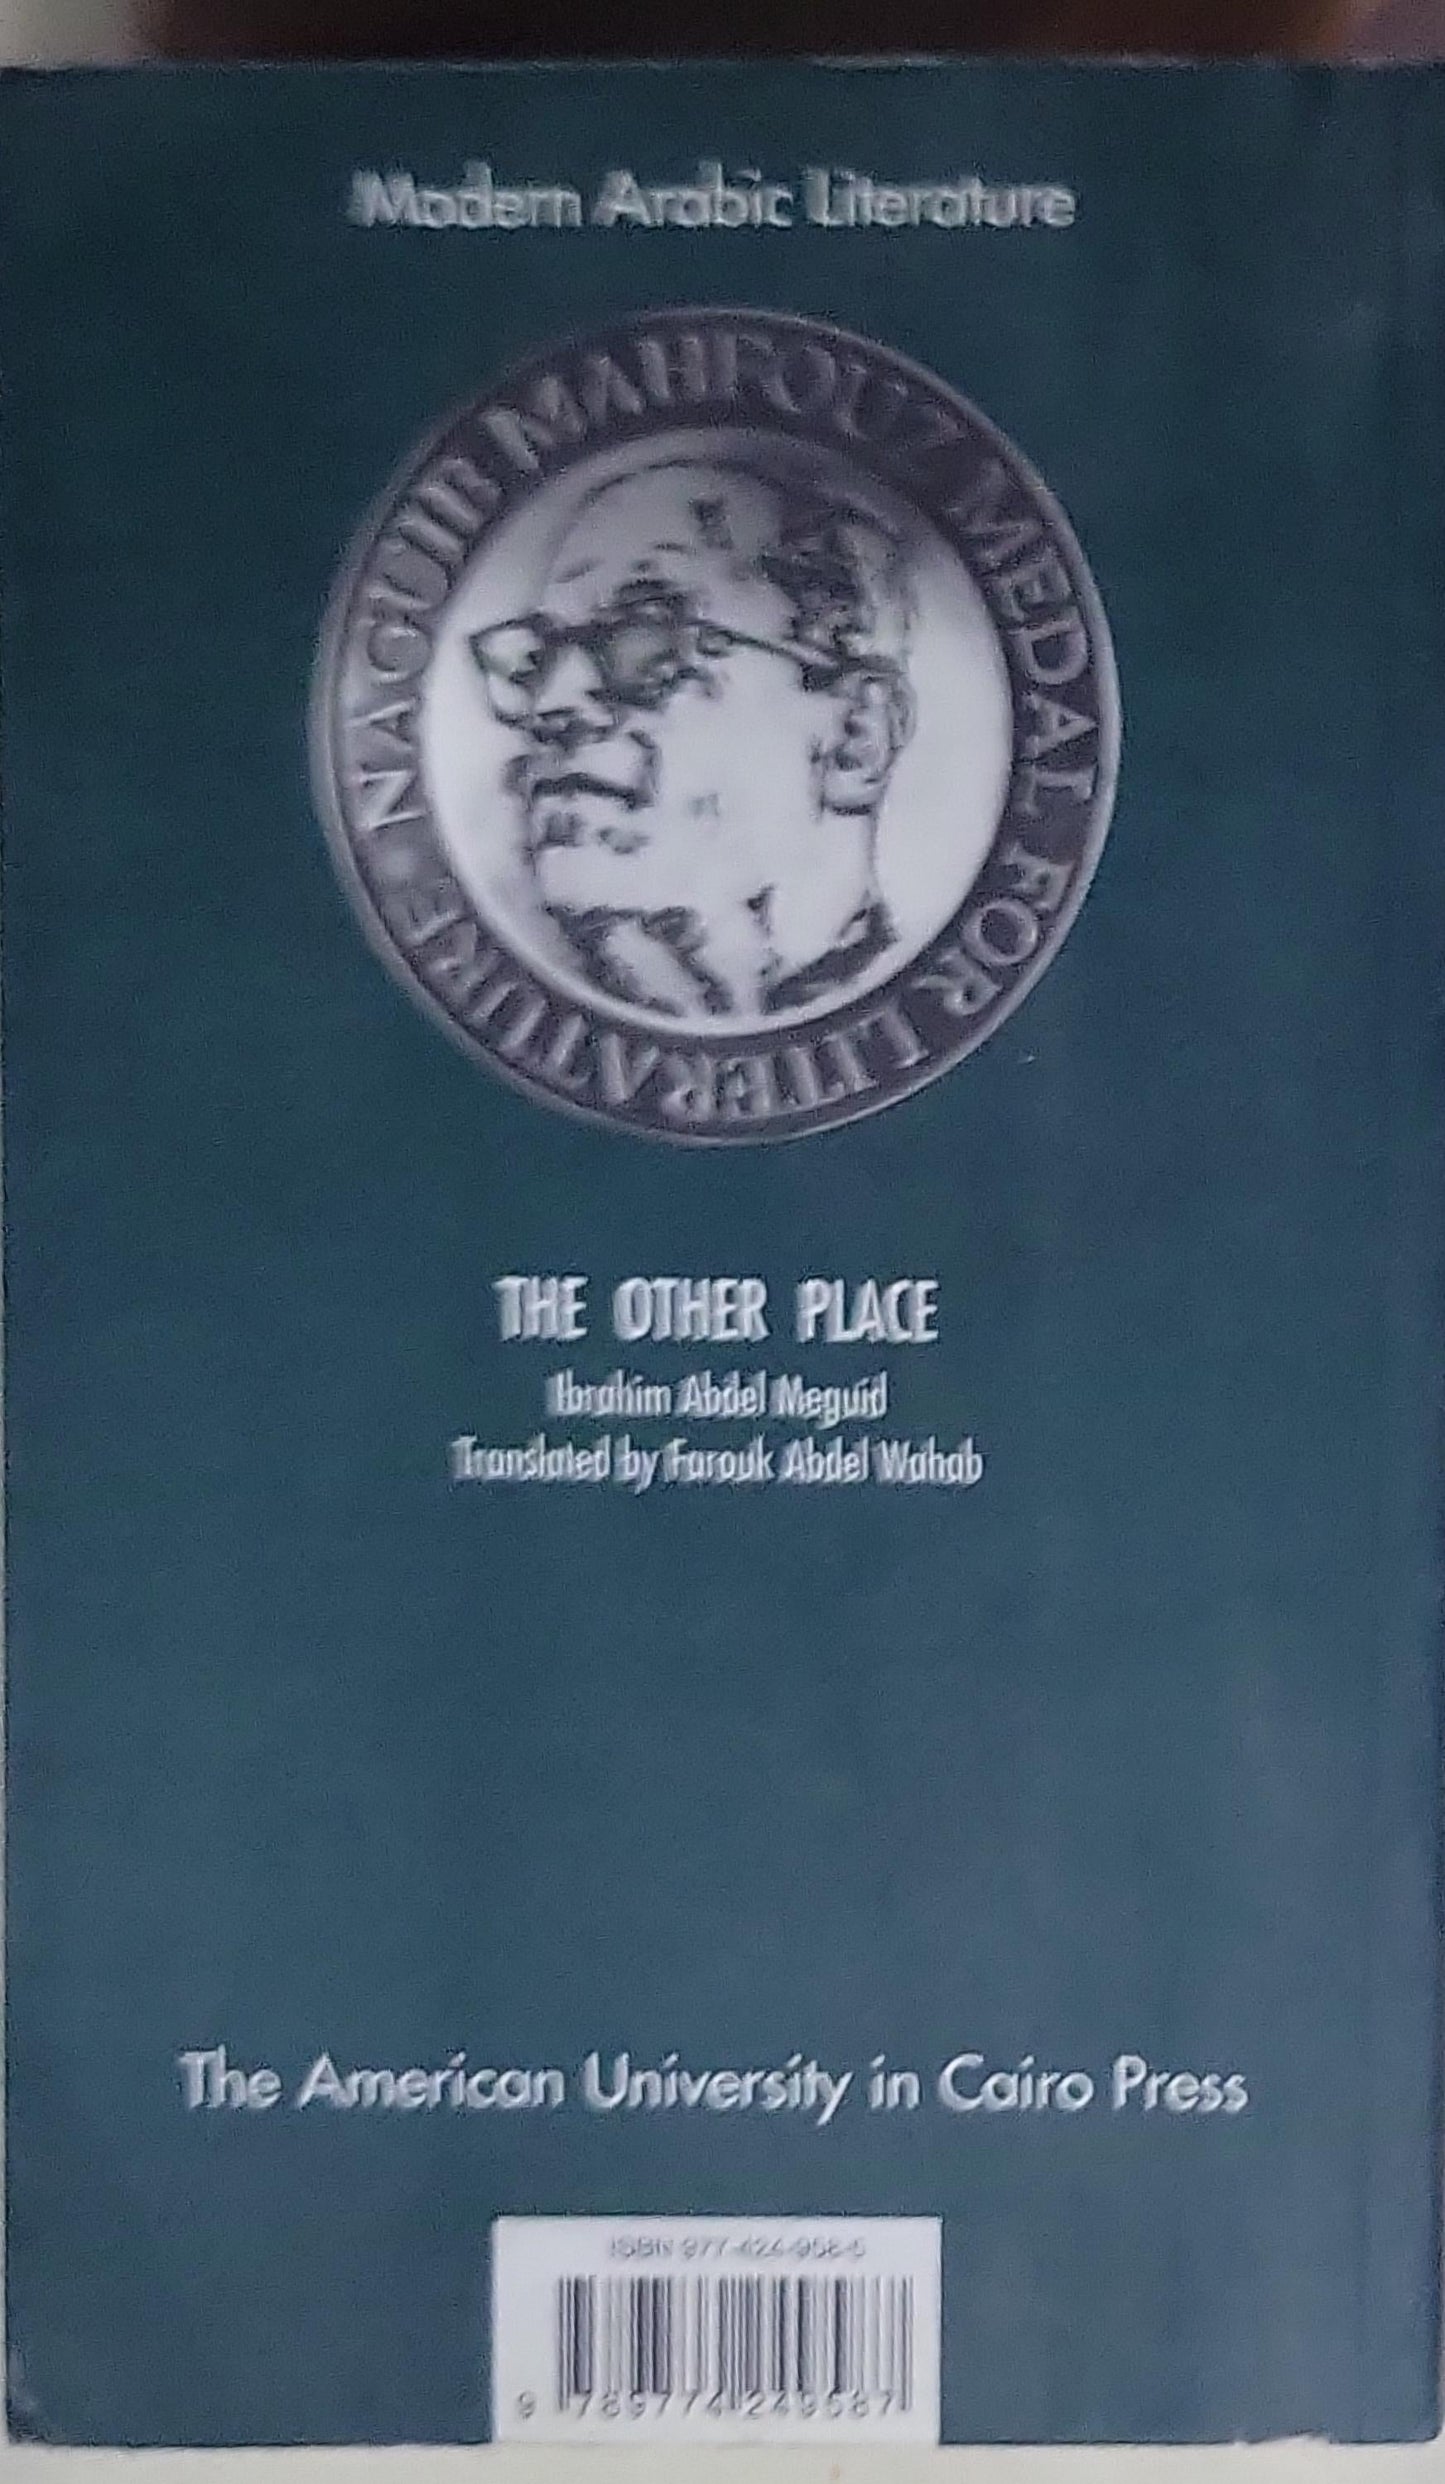 Modern Arabic Literature
NAGUIB MAHFOUZ MEDAL FOR LITERATURE
THE OTHER PLACE
Ibrahim Abdel Meguid
Translated by Farouk Abdel Wahab
The American University in Cairo Press
ISBN 977-424-958-5
9 789774 249587